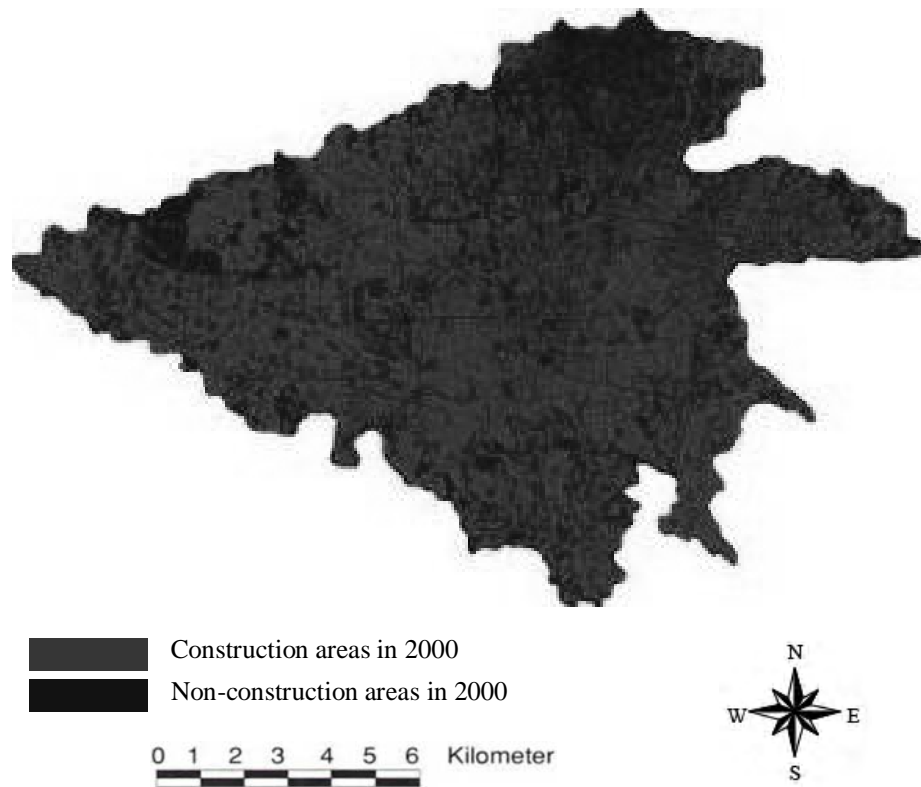 Construction areas in 2000
Non-construction areas in 2000
N
W E
S
0 1 2 3 4 5 6 Kilometer